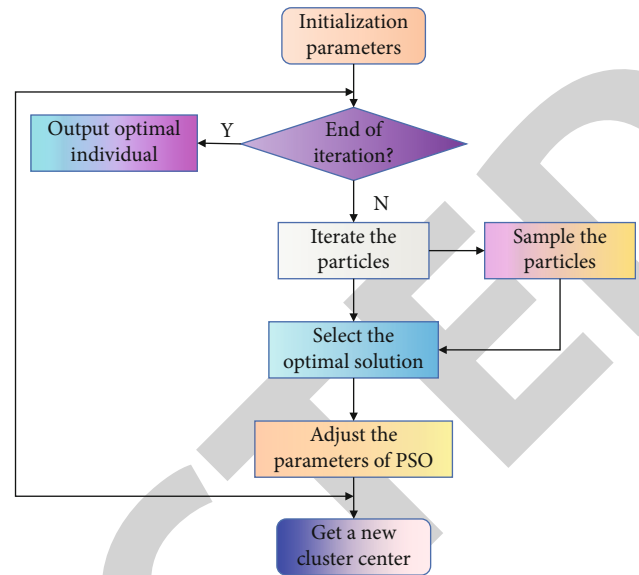 Initialization
parameters
End of
iteration?
Y
Output optimal
individual
N
Iterate the
particles
Sample the
particles
Select the
optimal solution
Adjust the
parameters of PSO
Get a new
cluster center
CTED